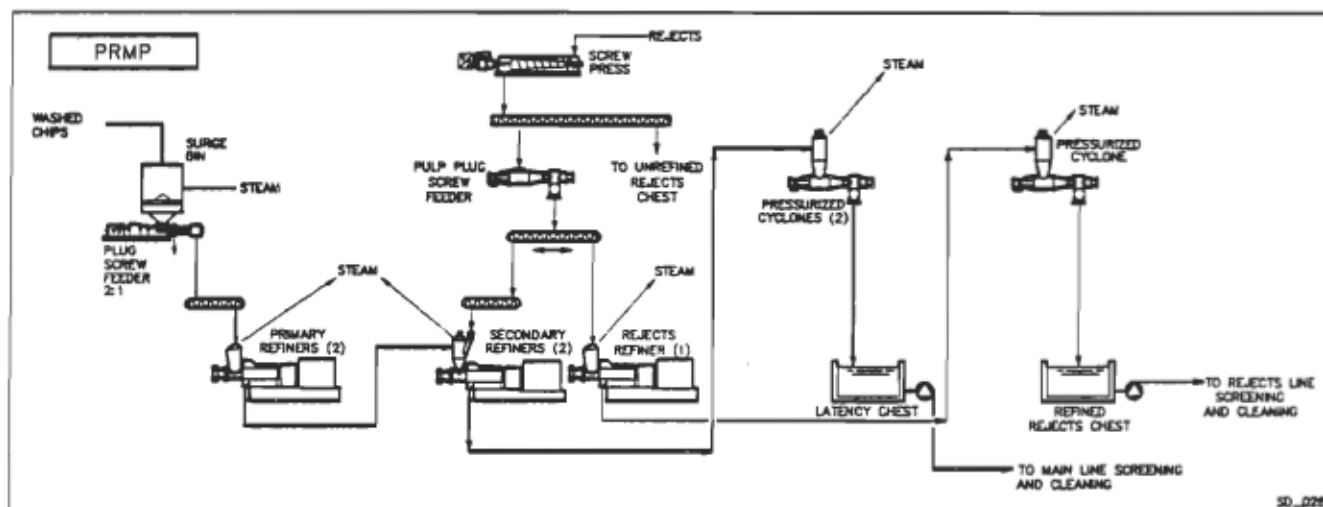 PRMP
REJECTS
SCREW
PRESS
STEAM
STEAM
WASHED
CHIPS
SURGE
BIN
STEAM
PULP PLUG
SCREW
FEEDER
TO UNREFINED
REJECTS
CHEST
PRESSURIZED
CYCLONES (2)
PRESSURIZED
CYCLONE
PLUG
SCREW
FEEDER
2:1
STEAM
STEAM
PRIMARY
REFINERS (2)
SECONDARY
REFINERS (2)
REJECTS
REFINER (1)
LATENCY CHEST
REFINED
REJECTS CHEST
TO REJECTS LINE
SCREENING
AND CLEANING
TO MAIN LINE SCREENING
AND CLEANING